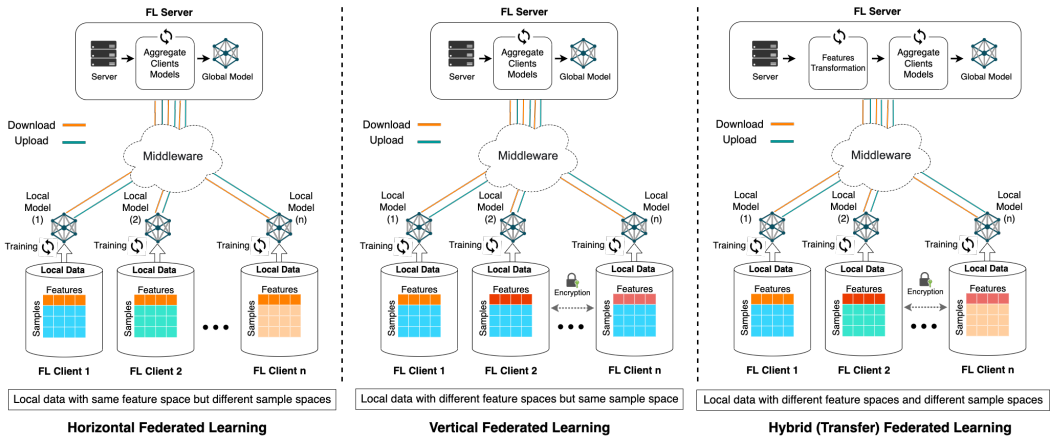 FL Server
Server
Aggregate
Clients
Models
Global Model
Download
Upload
Middleware
Local
Model
(1)
Local
Model
(2)
Local
Model
(n)
Training
Training
Training
Local Data
Features
Samples
Local Data
Features
Samples
Local Data
Features
Samples
FL Client 1
FL Client 2
FL Client n
Local data with same feature space but different sample spaces
Horizontal Federated Learning
FL Server
Server
Aggregate
Clients
Models
Global Model
Download
Upload
Middleware
Local
Model
(1)
Local
Model
(2)
Local
Model
(n)
Training
Training
Training
Local Data
Features
Samples
Local Data
Features
Samples
Encryption
Local Data
Features
Samples
FL Client 1
FL Client 2
FL Client n
Local data with different feature spaces but same sample space
Vertical Federated Learning
FL Server
Server
Features
Transformation
Aggregate
Clients
Models
Global Model
Download
Upload
Middleware
Local
Model
(1)
Local
Model
(2)
Local
Model
(n)
Training
Training
Training
Local Data
Features
Samples
Local Data
Features
Samples
Encryption
Local Data
Features
Samples
FL Client 1
FL Client 2
FL Client n
Local data with different feature spaces and different sample spaces
Hybrid (Transfer) Federated Learning